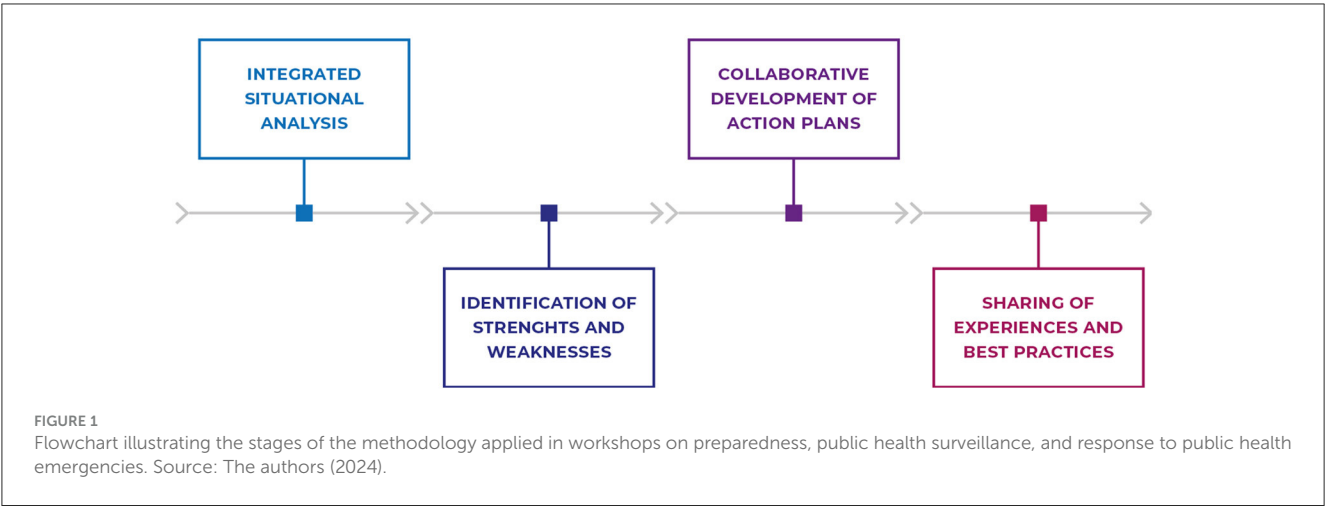 INTEGRATED
SITUATIONAL
ANALYSIS
IDENTIFICATION OF
STRENGHTS AND
WEAKNESSES
COLLABORATIVE
DEVELOPMENT OF
ACTION PLANS
SHARING OF
EXPERIENCES AND
BEST PRACTICES
FIGURE 1
Flowchart illustrating the stages of the methodology applied in workshops on preparedness, public health surveillance, and response to public health
emergencies. Source: The authors (2024).